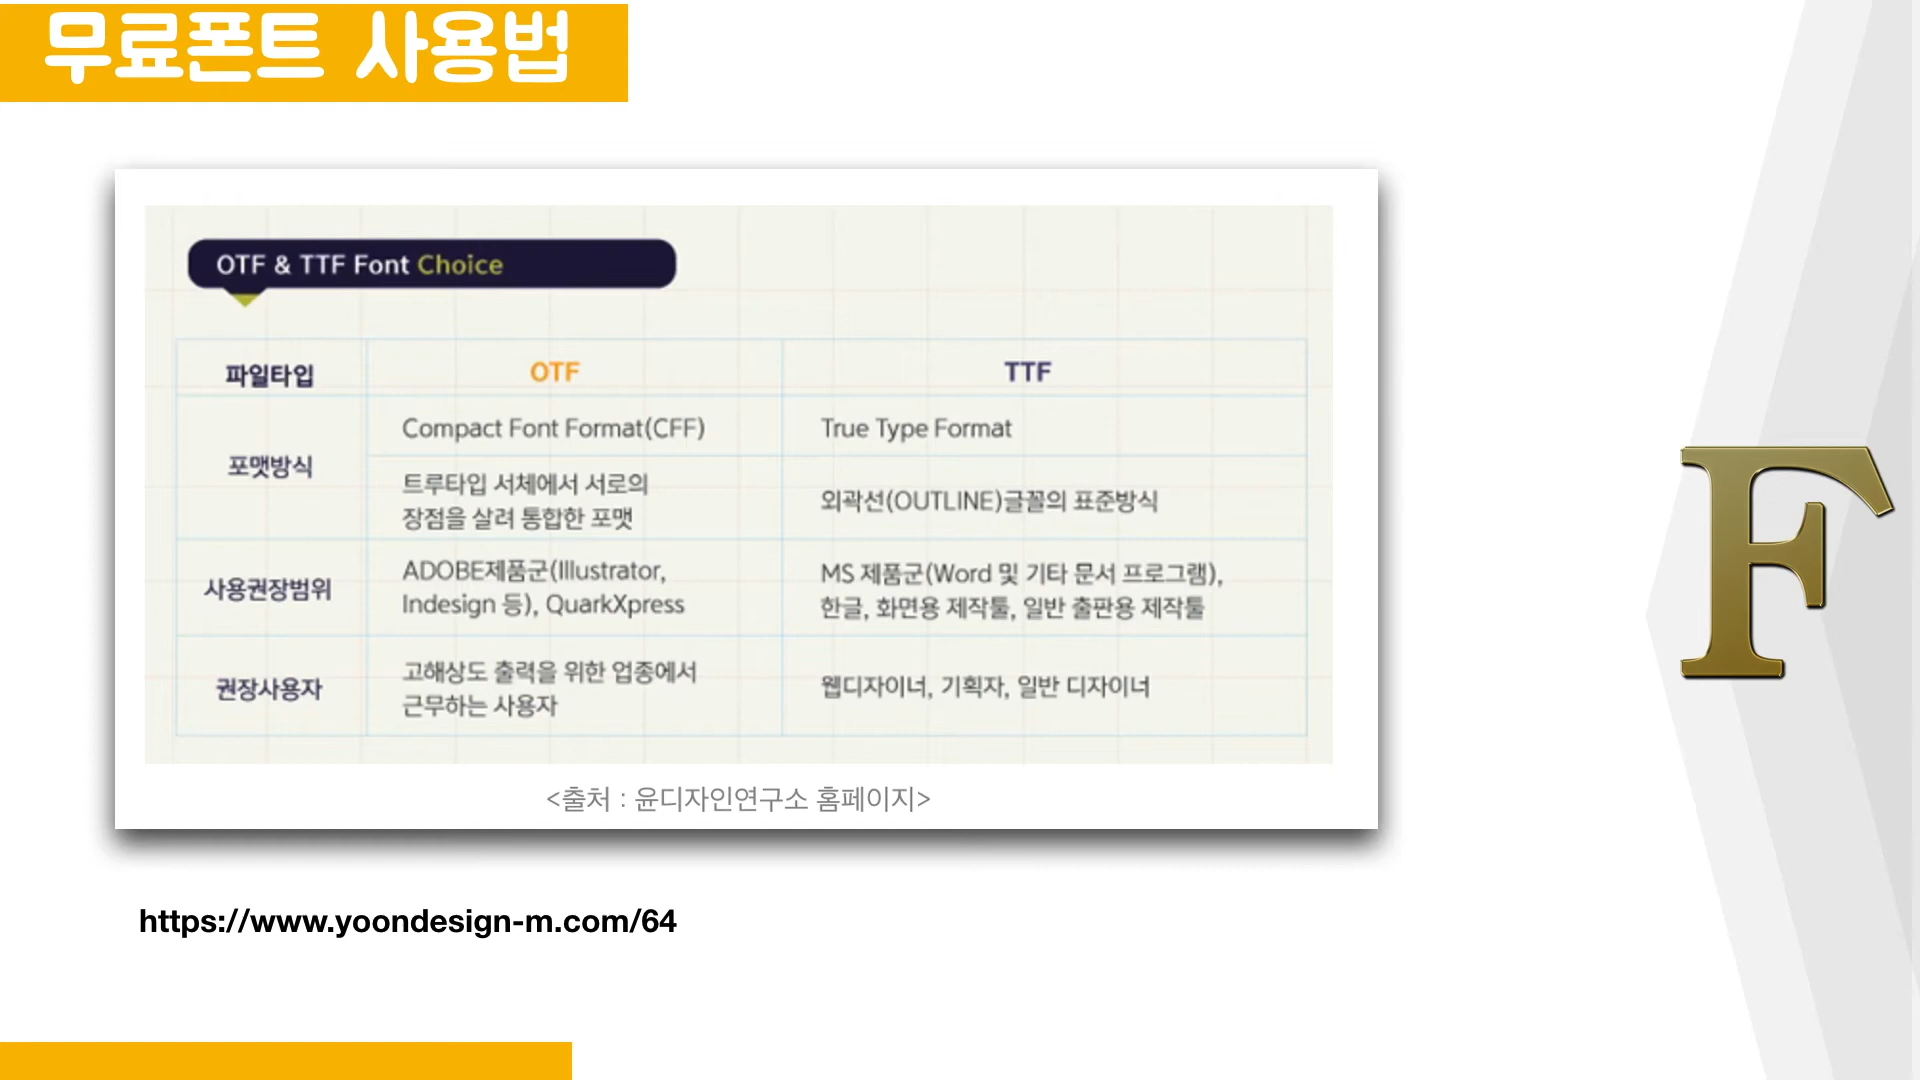 무료폰트 사용법
OTF & TTF Font Choice
파일타입
OTF
TTF
포맷방식
Compact Font Format(CFF)
True Type Format
트루타입 서체에서 서로의
장점을 살려 통합한 포맷
외곽선(OUTLINE)글꼴의 표준방식
사용권장범위
ADOBE제품군(Illustrator,
Indesign 등), QuarkXpress
MS 제품군(Word 및 기타 문서 프로그램),
한글, 화면용 제작툴, 일반 출판용 제작툴
권장사용자
고해상도 출력을 위한 업종에서
근무하는 사용자
웹디자이너, 기획자, 일반 디자이너
<출처 : 윤디자인연구소 홈페이지>
https://www.yoondesign-m.com/64
F